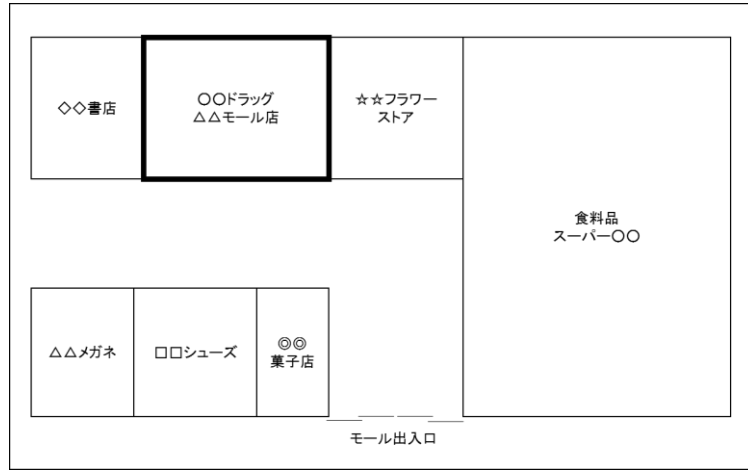 ◇◇書店
○○ドラッグ
△△モール店
☆☆フラワー
ストア
食料品
スーパー○○
△△メガネ
□□シューズ
◎◎
菓子店
モール出入口